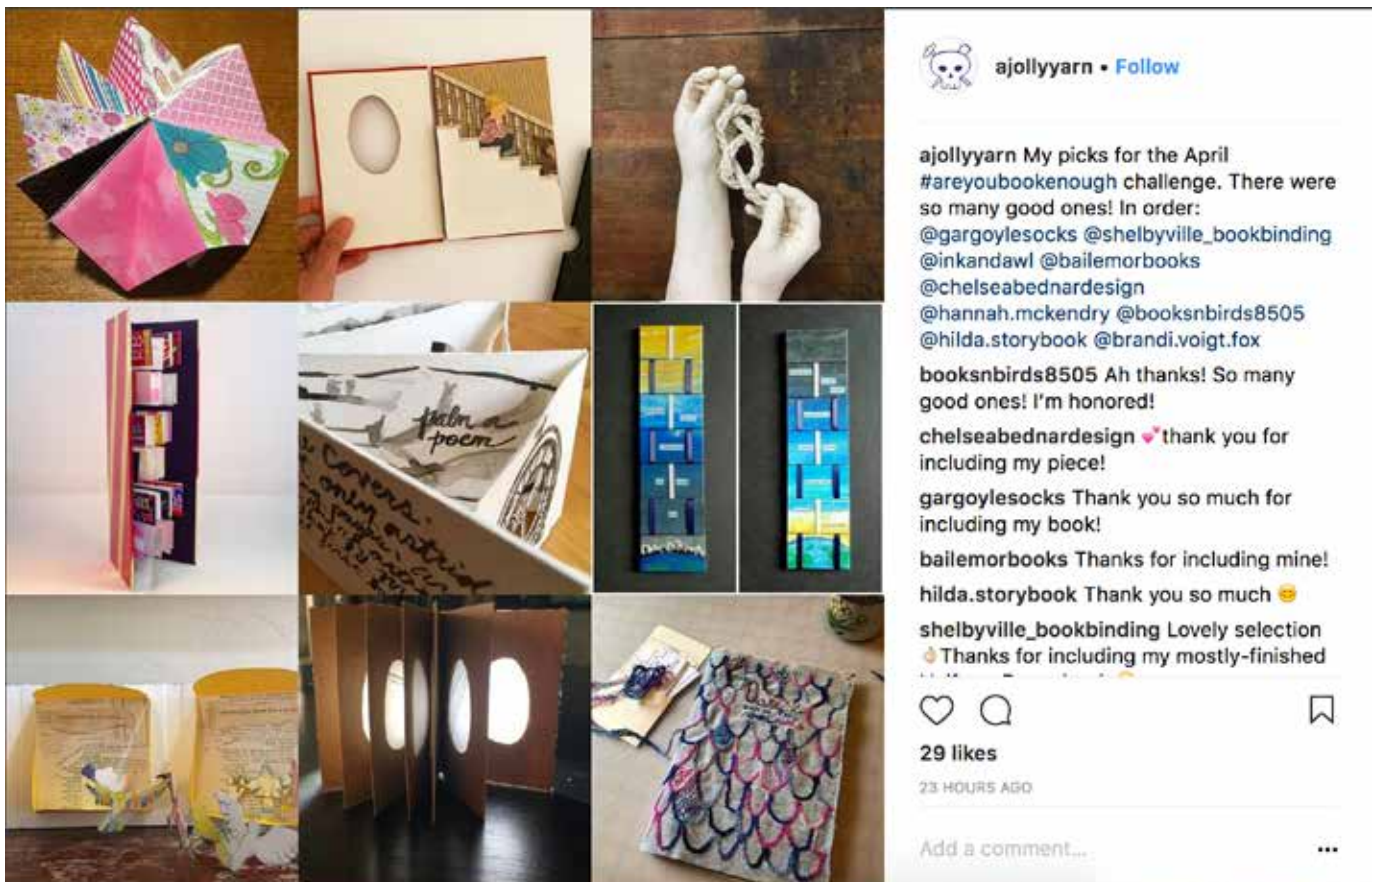 ajollyyarn • Follow
ajollyyarn My picks for the April
#areyoubookenough challenge. There were
so many good ones! In order:
@gargoylesocks @shelbyville_bookbinding
@inkandawl @bailemorbooks
@chelseabednardesign
@hannah.mckendry @booksnbirds8505
@hilda.storybook @brandi.voigt.fox
booksnbirds8505 Ah thanks! So many
good ones! I'm honored!
chelseabednardesign 💕thank you for
including my piece!
gargoylesocks Thank you so much for
including my book!
bailemorbooks Thanks for including mine!
hilda.storybook Thank you so much 😊
shelbyville_bookbinding Lovely selection
👌🏻Thanks for including my mostly-finished
29 likes
23 HOURS AGO
Add a comment...
palm a
poem
covers.